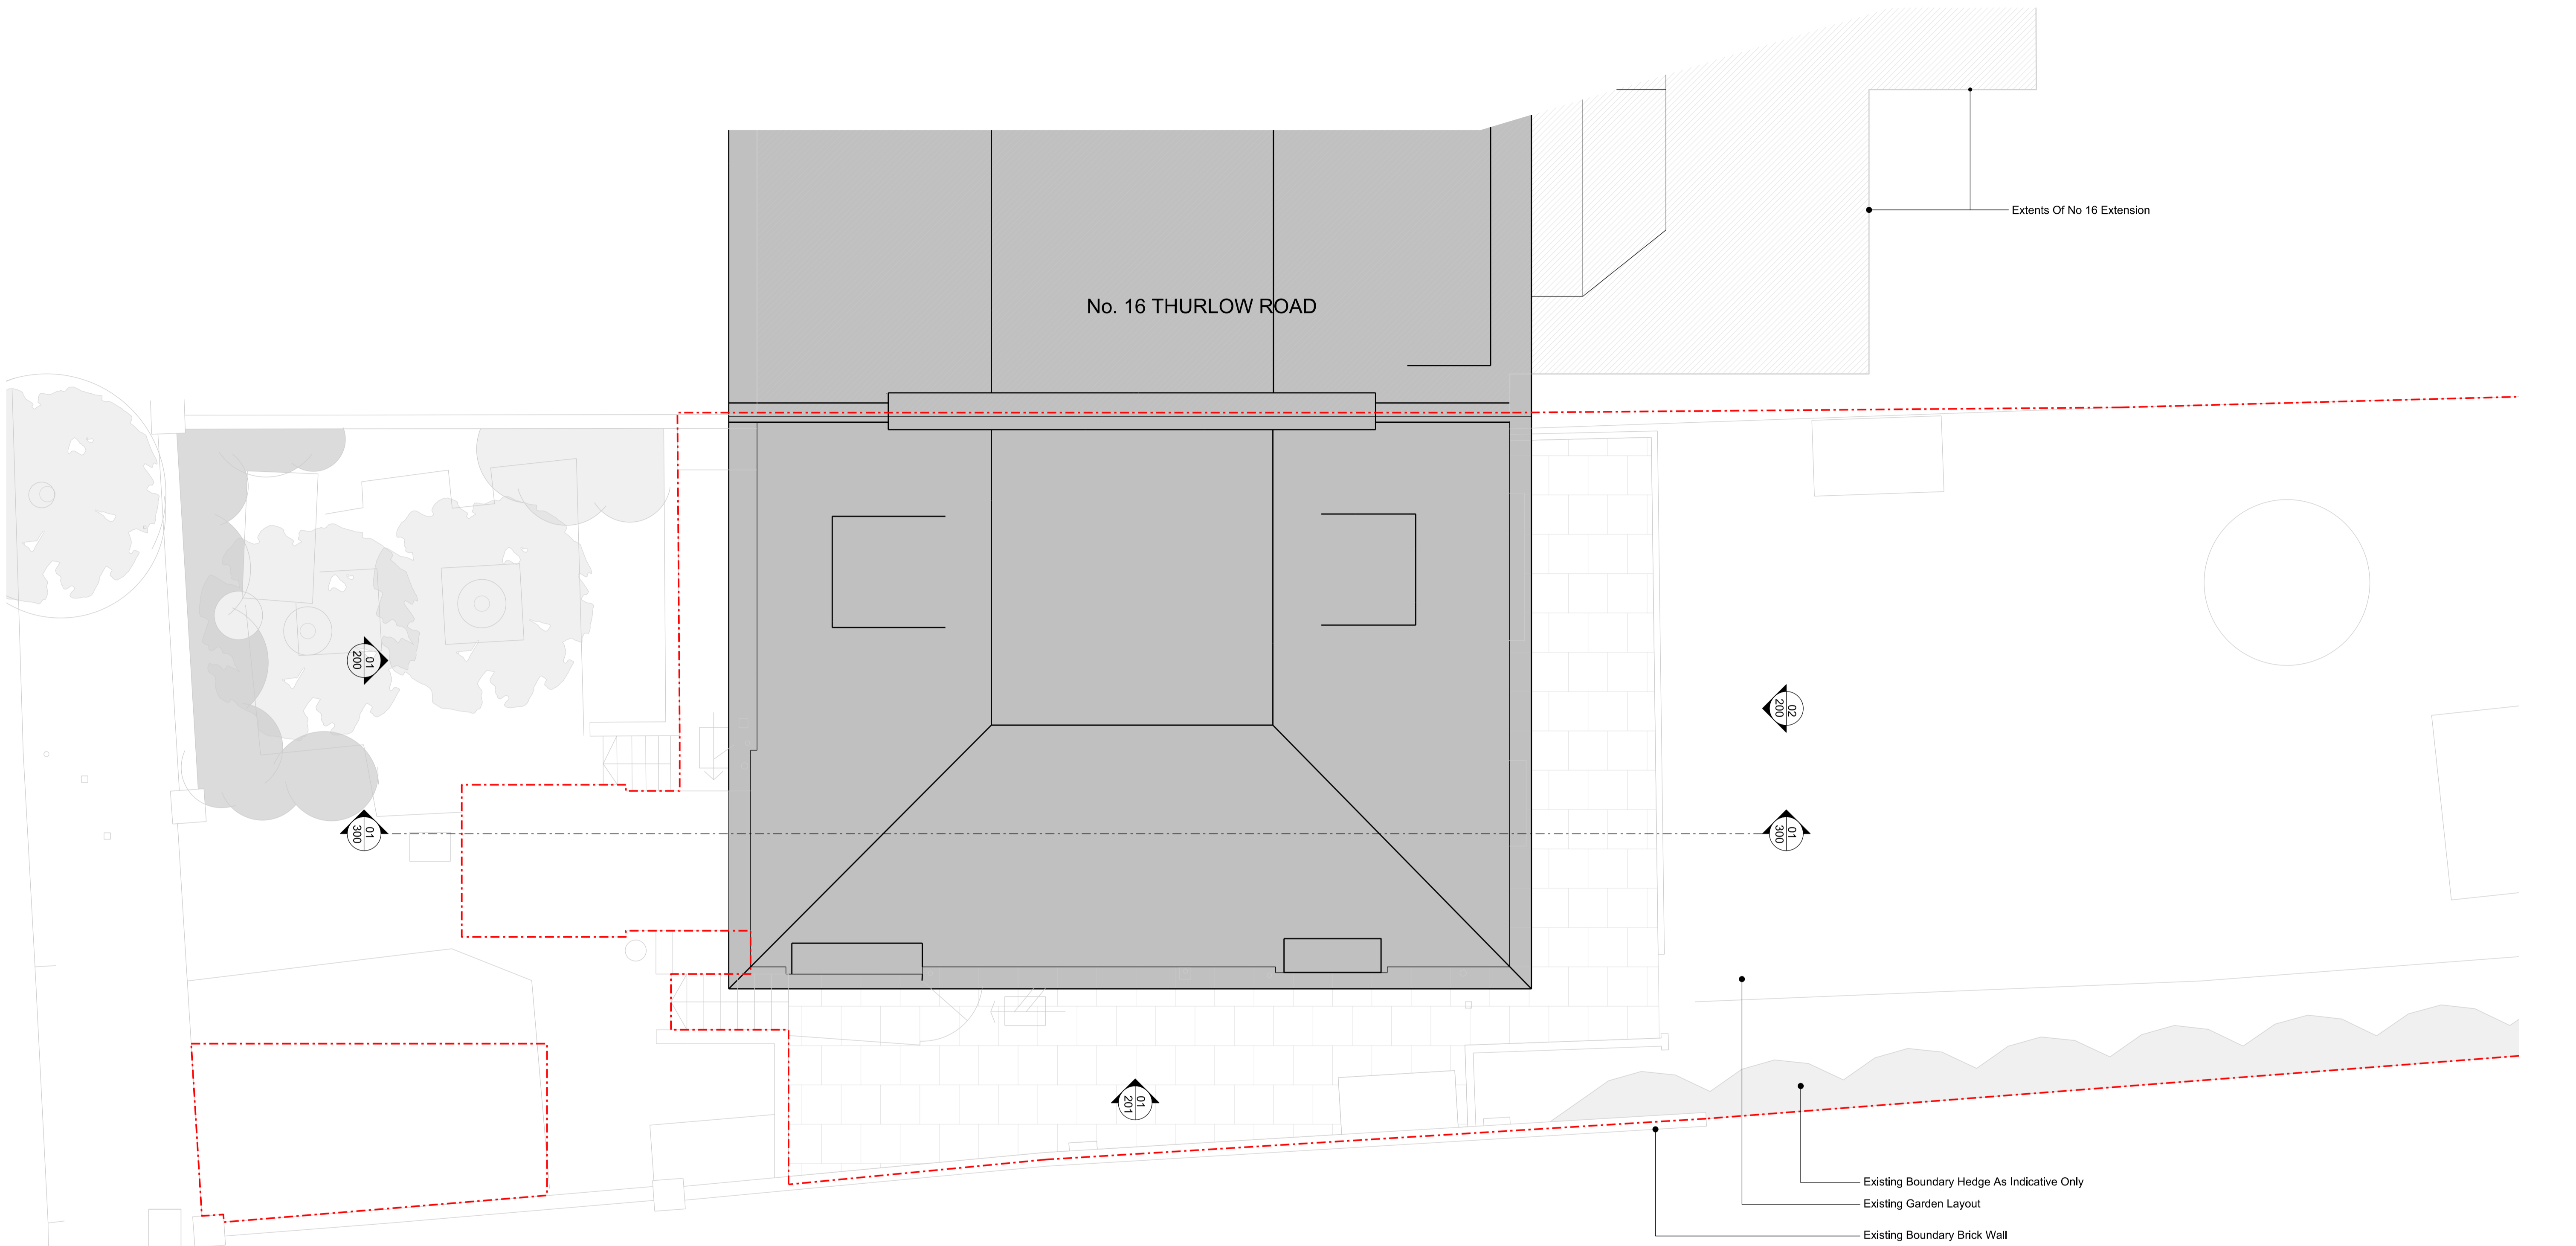 Extents Of No 16 Extension
No. 16 THURLOW ROAD
01
200
02
200
01
300
01
300
01
201
Existing Boundary Hedge As Indicative Only
Existing Garden Layout
Existing Boundary Brick Wall